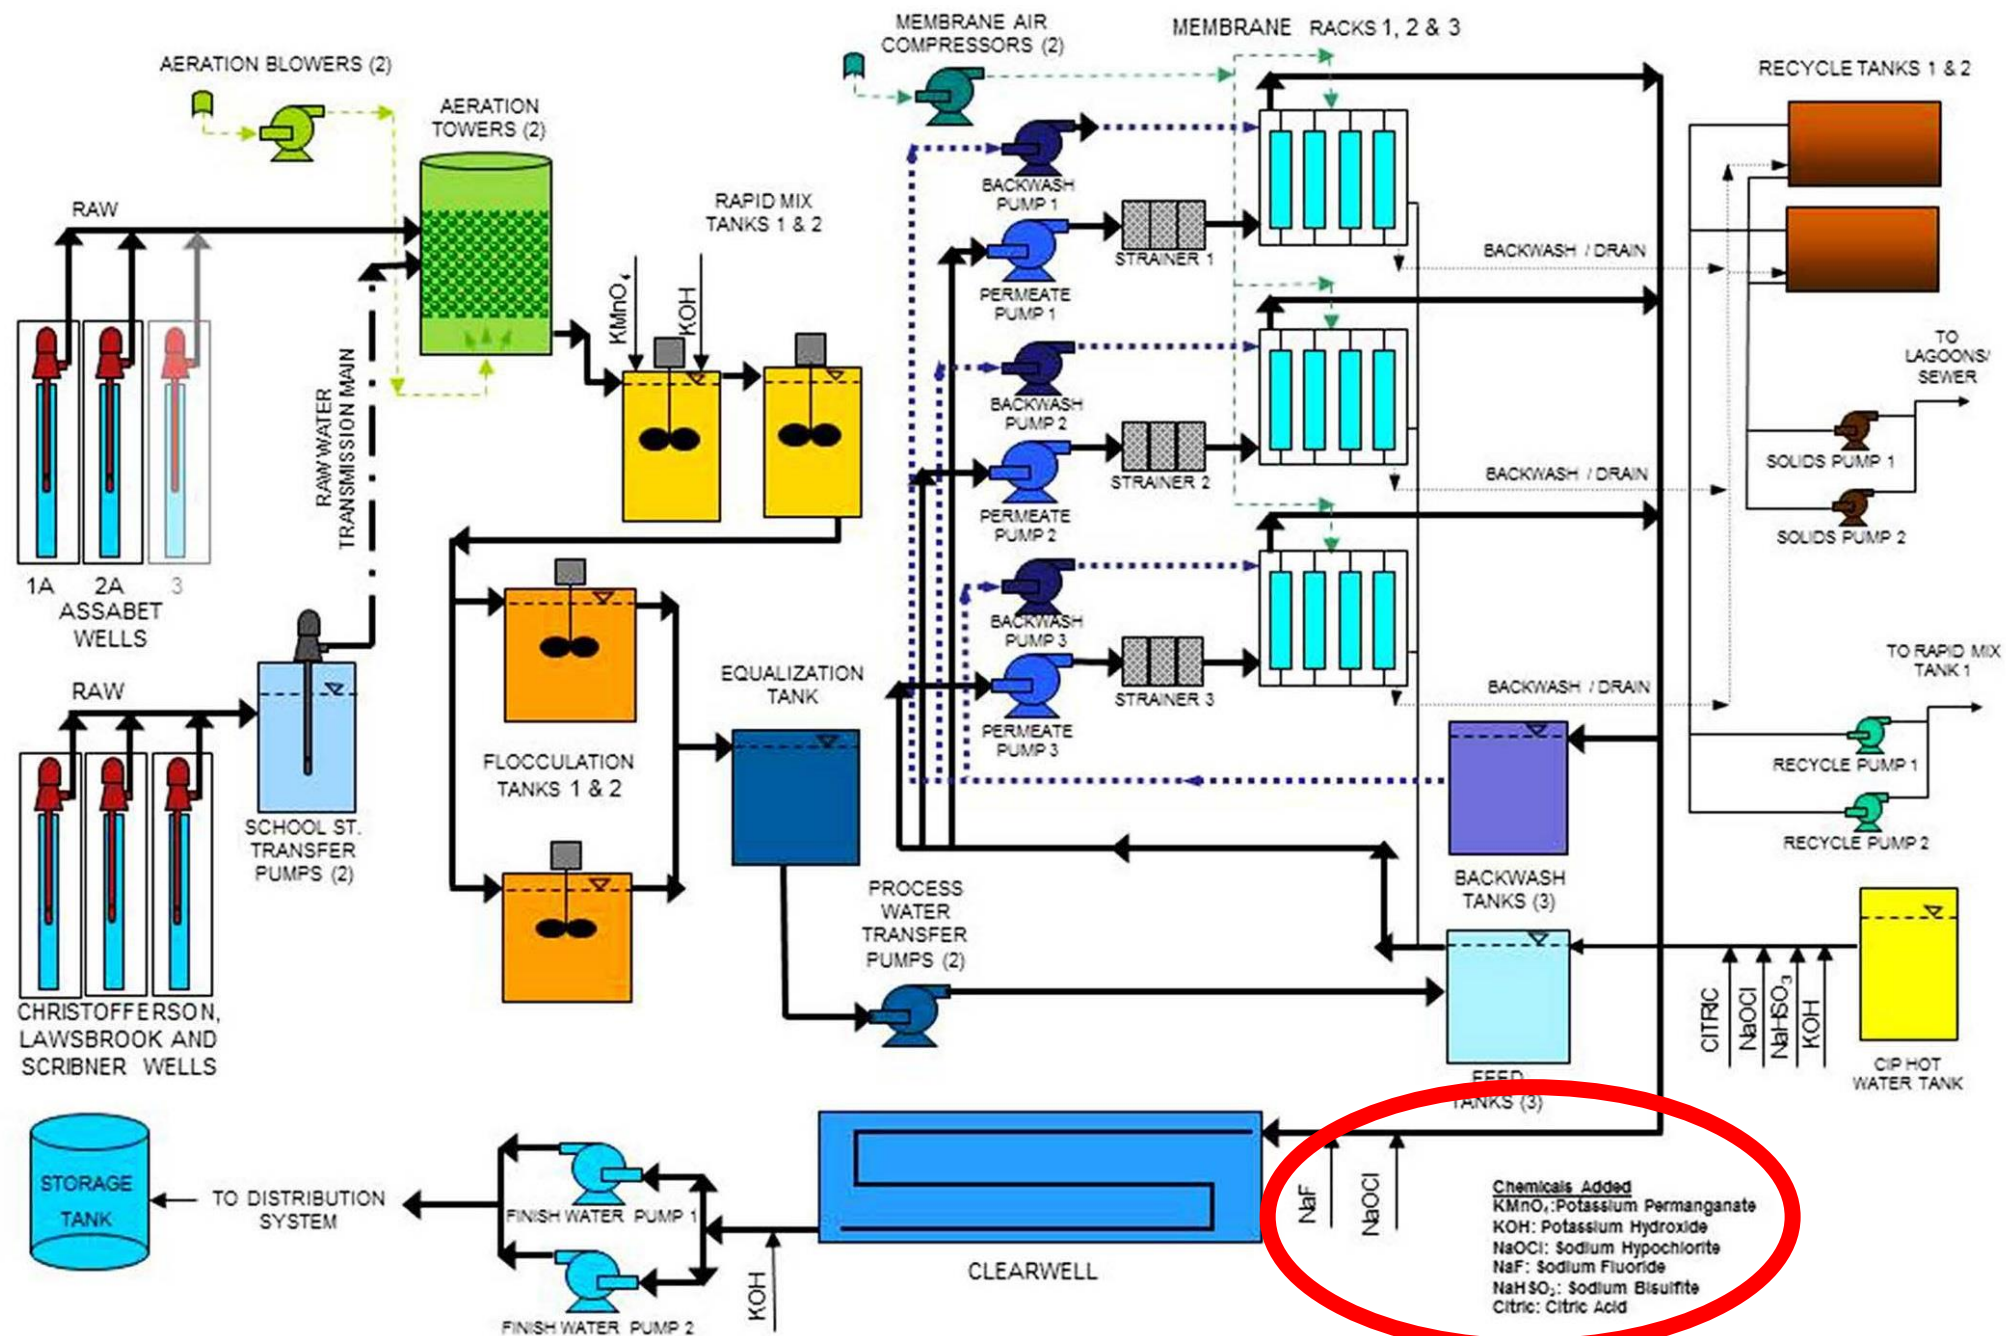 MEMBRANE AIR
COMPRESSORS (2)
MEMBRANE RACKS 1, 2 & 3
AERATION BLOWERS (2)
AERATION
TOWERS (2)
RECYCLE TANKS 1 & 2
RAW
RAPID MIX
TANKS 1 & 2
KMnO₄
KOH
BACKWASH
PUMP 1
STRAINER 1
PERMEATE
PUMP 1
BACKWASH / DRAIN
RAW WATER
TRANSMISSION MAIN
BACKWASH
PUMP 2
STRAINER 2
PERMEATE
PUMP 2
BACKWASH / DRAIN
TO
LAGOONS/
SEWER
SOLIDS PUMP 1
SOLIDS PUMP 2
1A
2A
3
ASSABET
WELLS
BACKWASH
PUMP 3
STRAINER 3
PERMEATE
PUMP 3
BACKWASH / DRAIN
TO RAPID MIX
TANK 1
RECYCLE PUMP 1
RECYCLE PUMP 2
RAW
SCHOOL ST.
TRANSFER
PUMPS (2)
FLOCCULATION
TANKS 1 & 2
EQUALIZATION
TANK
PROCESS
WATER
TRANSFER
PUMPS (2)
BACKWASH
TANKS (3)
CHRISTOFFERSON,
LAWSBROOK AND
SCRIBNER WELLS
FEED
TANKS (3)
CITRIC
NaOCl
NaHSO₃
KOH
CIP HOT
WATER TANK
STORAGE
TANK
TO DISTRIBUTION
SYSTEM
FINISH WATER PUMP 1
FINISH WATER PUMP 2
KOH
CLEARWELL
NaF
NaOCl
Chemicals Added
KMnO₄:Potassium Permanganate
KOH: Potassium Hydroxide
NaOCl: Sodium Hypochlorite
NaF: Sodium Fluoride
NaHSO₃: Sodium Bisulfite
Citric: Citric Acid